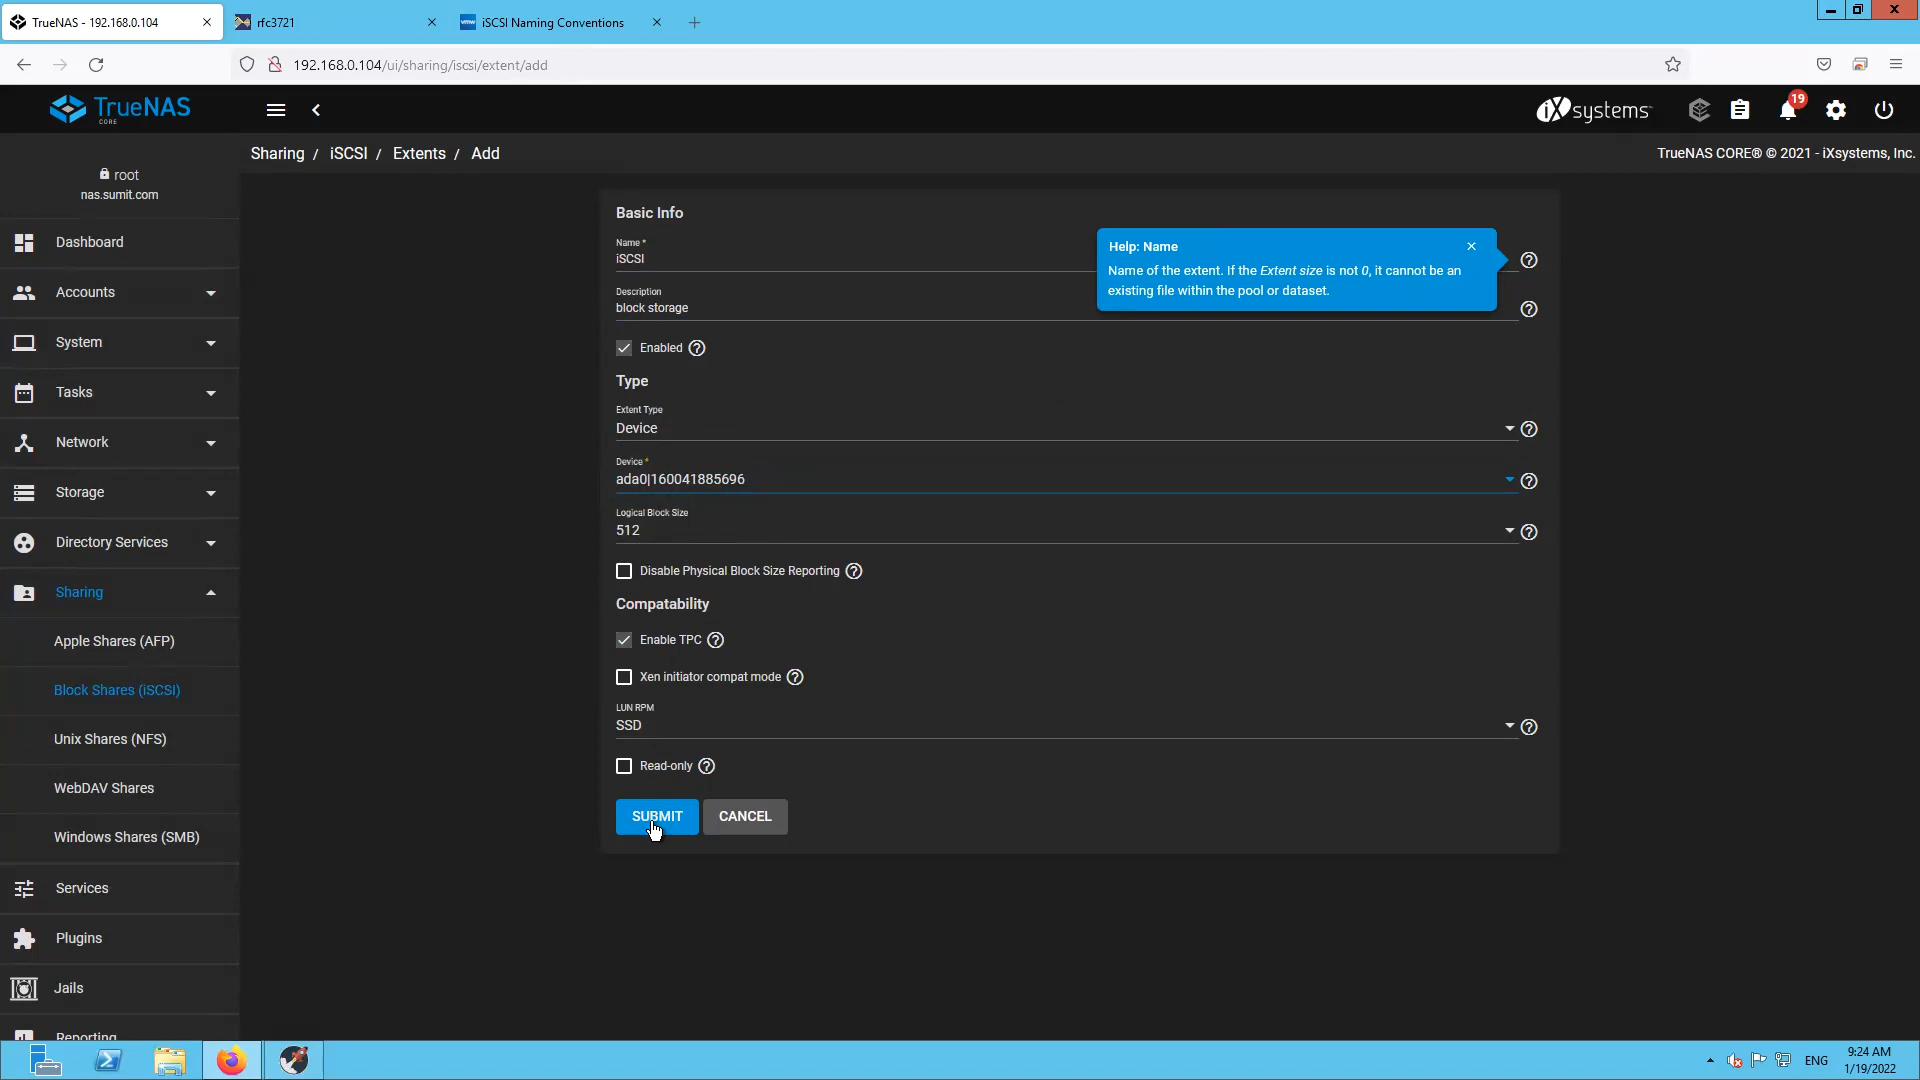 TrueNAS - 192.168.0.104
rfc3721
iSCSI Naming Conventions
192.168.0.104/ui/sharing/iscsi/extent/add
TrueNAS
CORE
iXsystems
19
Sharing / iSCSI / Extents / Add
TrueNAS CORE® © 2021 - iXsystems, Inc.
root
nas.sumit.com
Dashboard
Accounts
System
Tasks
Network
Storage
Directory Services
Sharing
Apple Shares (AFP)
Block Shares (iSCSI)
Unix Shares (NFS)
WebDAV Shares
Windows Shares (SMB)
Services
Plugins
Jails
Reporting
Basic Info
Name *
iSCSI
Help: Name
Name of the extent. If the Extent size is not 0, it cannot be an
existing file within the pool or dataset.
Description
block storage
Enabled
Type
Extent Type
Device
Device *
ada0|160041885696
Logical Block Size
512
Disable Physical Block Size Reporting
Compatability
Enable TPC
Xen initiator compat mode
LUN RPM
SSD
Read-only
SUBMIT
CANCEL
ENG
9:24 AM
1/19/2022